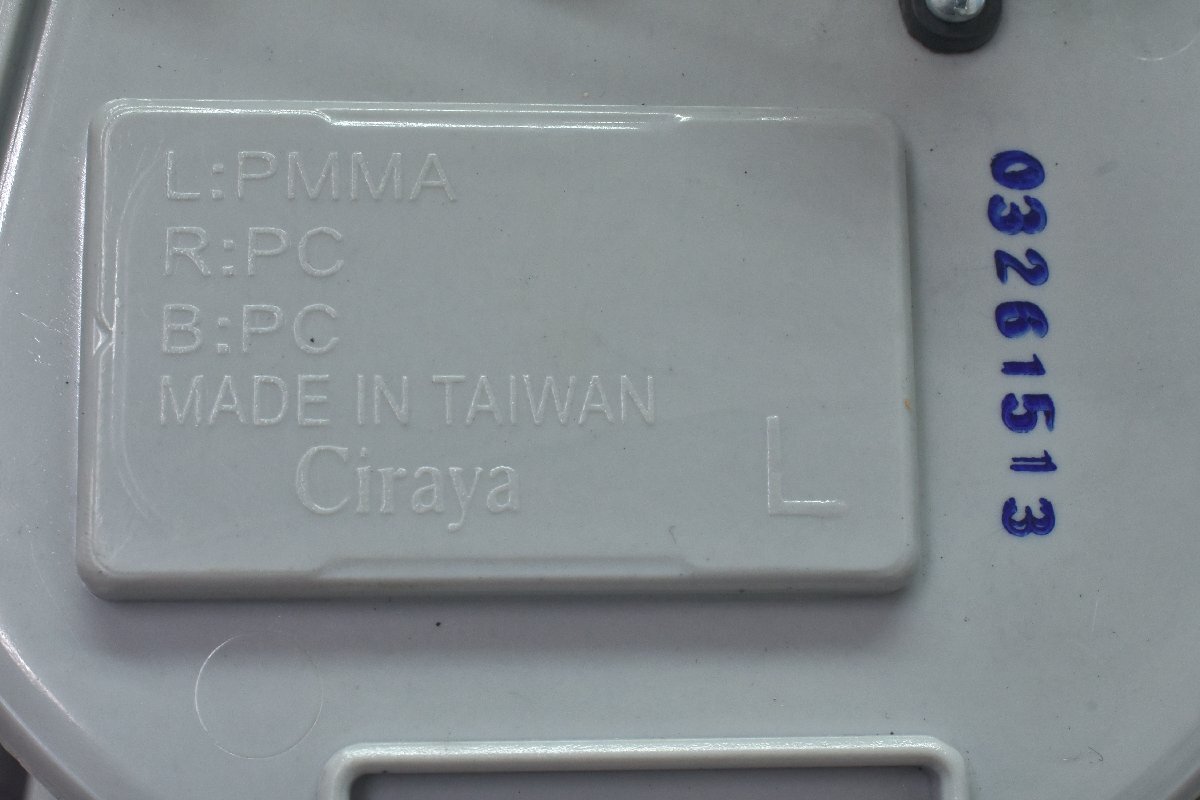 L:PMMA
R:PC
B:PC
MADE IN TAIWAN
Ciraya
L
03261513